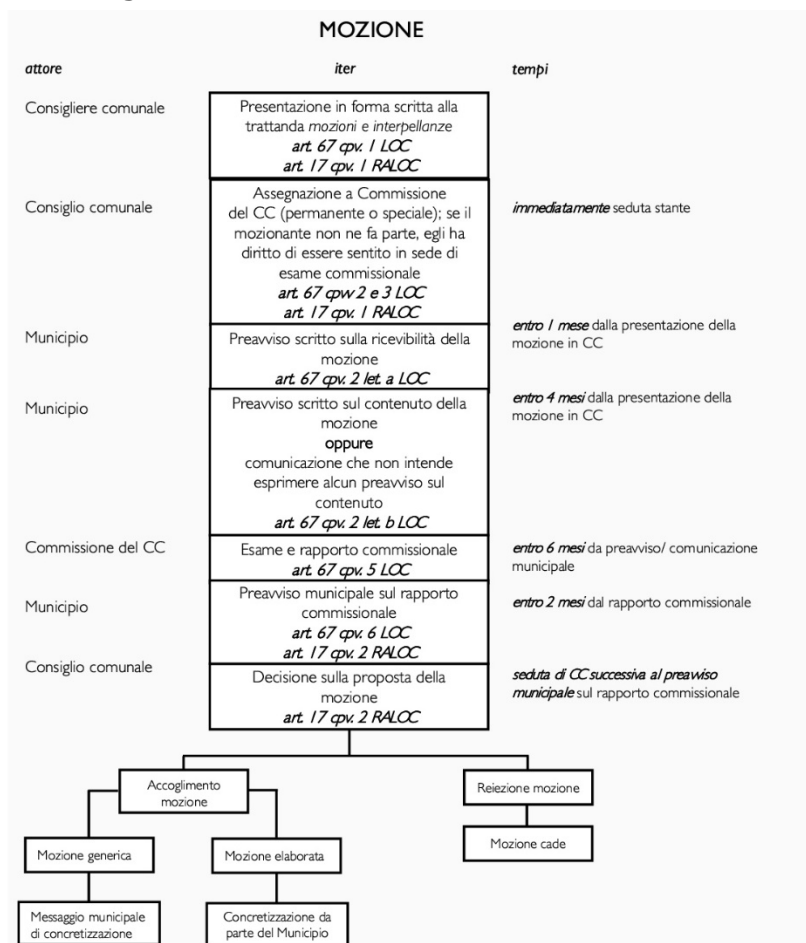 MOZIONE
attore iter tempi
Consigliere comunale
Presentazione in forma scritta alla
trattanda mozioni e interpellanze
art. 67 cpv. 1 LOC
art. 17 cpv. 1 RALOC
Consiglio comunale
Assegnazione a Commissione
del CC (permanente o speciale); se il
mozionante non ne fa parte, egli ha
diritto di essere sentito in sede di
esame commissionale
art. 67 cpvv 2 e 3 LOC
art. 17 cpv. 1 RALOC
immediatamente seduta stante
Municipio
Preavviso scritto sulla ricevibilità della
mozione
art. 67 cpv. 2 let. a LOC
entro 1 mese dalla presentazione della
mozione in CC
Municipio
Preavviso scritto sul contenuto della
mozione
oppure
comunicazione che non intende
esprimere alcun preavviso sul
contenuto
art. 67 cpv. 2 let. b LOC
entro 4 mesi dalla presentazione della
mozione in CC
Commissione del CC
Esame e rapporto commissionale
art. 67 cpv. 5 LOC
entro 6 mesi da preavviso/ comunicazione
municipale
Municipio
Preavviso municipale sul rapporto
commissionale
art. 67 cpv. 6 LOC
art. 17 cpv. 2 RALOC
entro 2 mesi dal rapporto commissionale
Consiglio comunale
Decisione sulla proposta della
mozione
art. 17 cpv. 2 RALOC
seduta di CC successiva al preavviso
municipale sul rapporto commissionale
Accoglimento
mozione
Reiezione mozione
Mozione generica
Mozione elaborata
Mozione cade
Messaggio municipale
di concretizzazione
Concretizzazione da
parte del Municipio